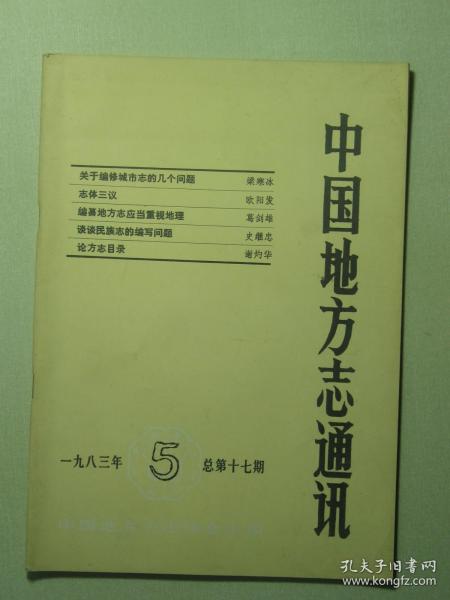 中国地方志通讯
关于编修城市志的几个问题 梁寒冰
志体三议 欧阳发
编纂地方志应当重视地理 葛剑雄
谈谈民族志的编写问题 史继忠
论方志目录 谢灼华
一九八三年 5 总第十七期
孔夫子旧书网
www.kongfz.com